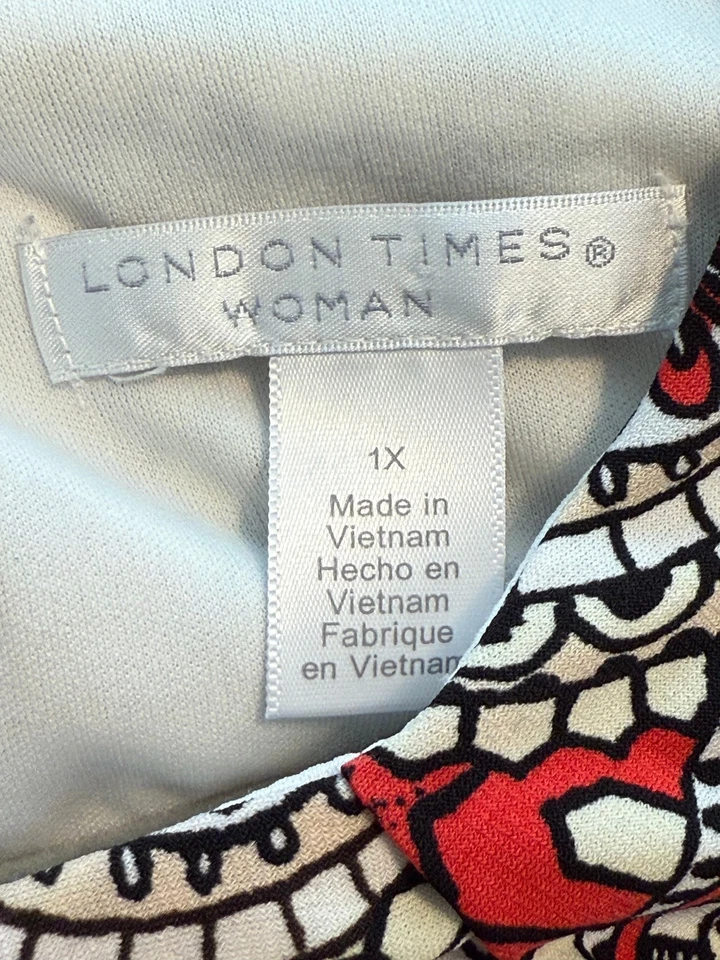 LONDON TIMES®
WOMAN
1X
Made in
Vietnam
Hecho en
Vietnam
Fabrique
en Vietnam